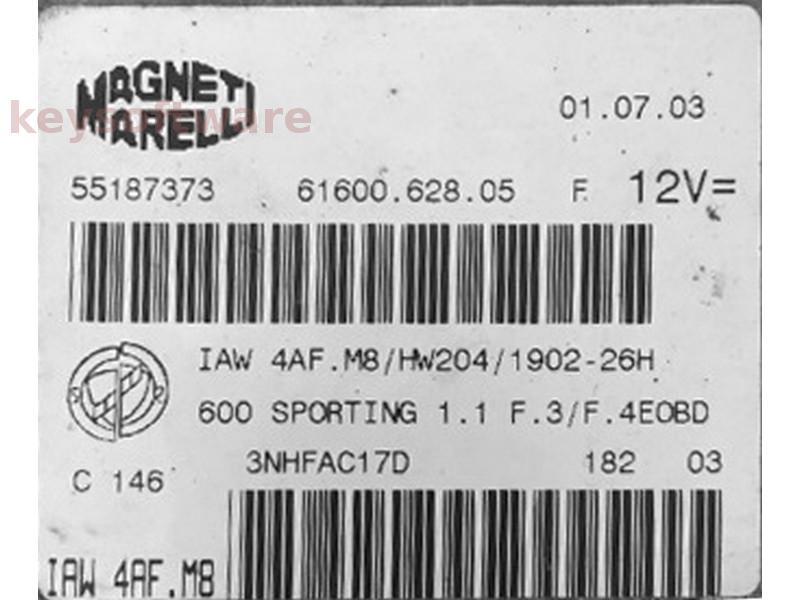 MAGNETI
MARELLI
keysoftware
01.07.03
55187373 61600.628.05 F 12V=
IAW 4AF.M8/HW204/1902-26H
600 SPORTING 1.1 F.3/F.4EOBD
3NHFAC17D 182 03
C 146
IAW 4AF.M8